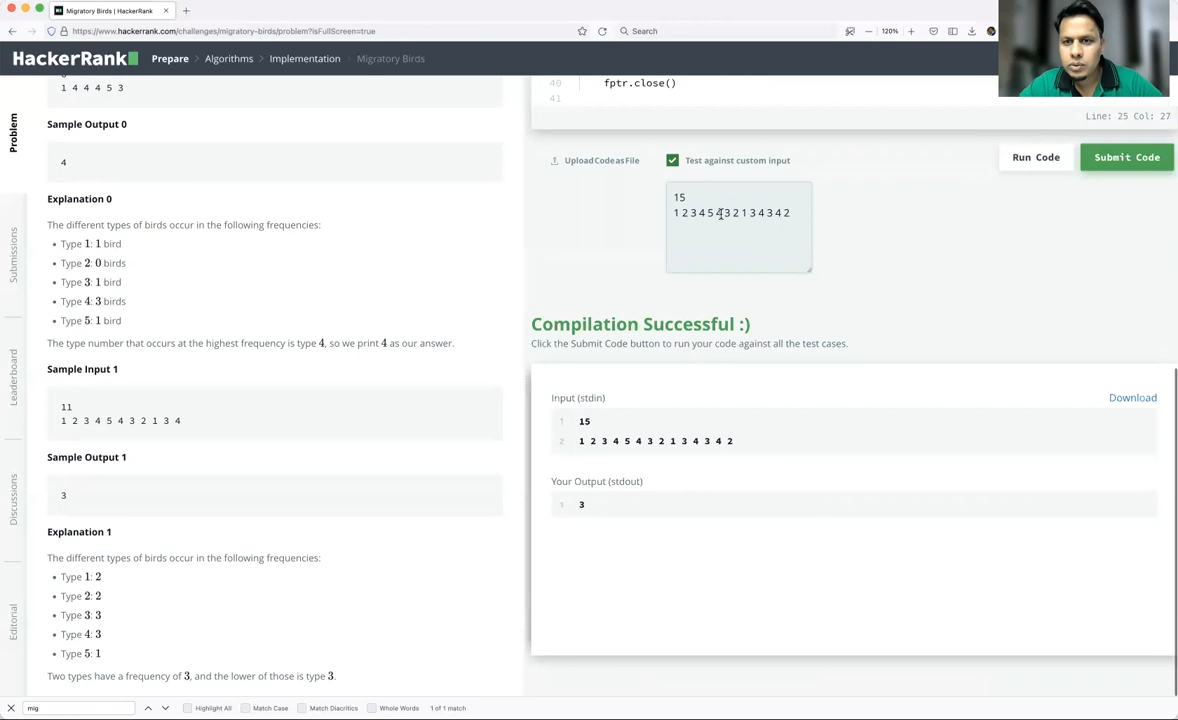 Migratory Birds | HackerRank
https://www.hackerrank.com/challenges/migratory-birds/problem?isFullScreen=true
Search
120%
HackerRank
Prepare > Algorithms > Implementation > Migratory Birds
Problem
Submissions
Leaderboard
Discussions
Editorial
1 4 4 4 5 3
Sample Output 0
4
Explanation 0
The different types of birds occur in the following frequencies:
• Type 1: 1 bird
• Type 2: 0 birds
• Type 3: 1 bird
• Type 4: 3 birds
• Type 5: 1 bird
The type number that occurs at the highest frequency is type 4, so we print 4 as our answer.
Sample Input 1
11
1 2 3 4 5 4 3 2 1 3 4
Sample Output 1
3
Explanation 1
The different types of birds occur in the following frequencies:
• Type 1: 2
• Type 2: 2
• Type 3: 3
• Type 4: 3
• Type 5: 1
Two types have a frequency of 3, and the lower of those is type 3.
40 fptr.close()
41
Line: 25 Col: 27
Upload Code as File
Test against custom input
Run Code
Submit Code
15
1 2 3 4 5 4 3 2 1 3 4 3 4 2
Compilation Successful :)
Click the Submit Code button to run your code against all the test cases.
Input (stdin)
Download
1 15
2 1 2 3 4 5 4 3 2 1 3 4 3 4 2
Your Output (stdout)
1 3
mig
Highlight All
Match Case
Match Diacritics
Whole Words
1 of 1 match